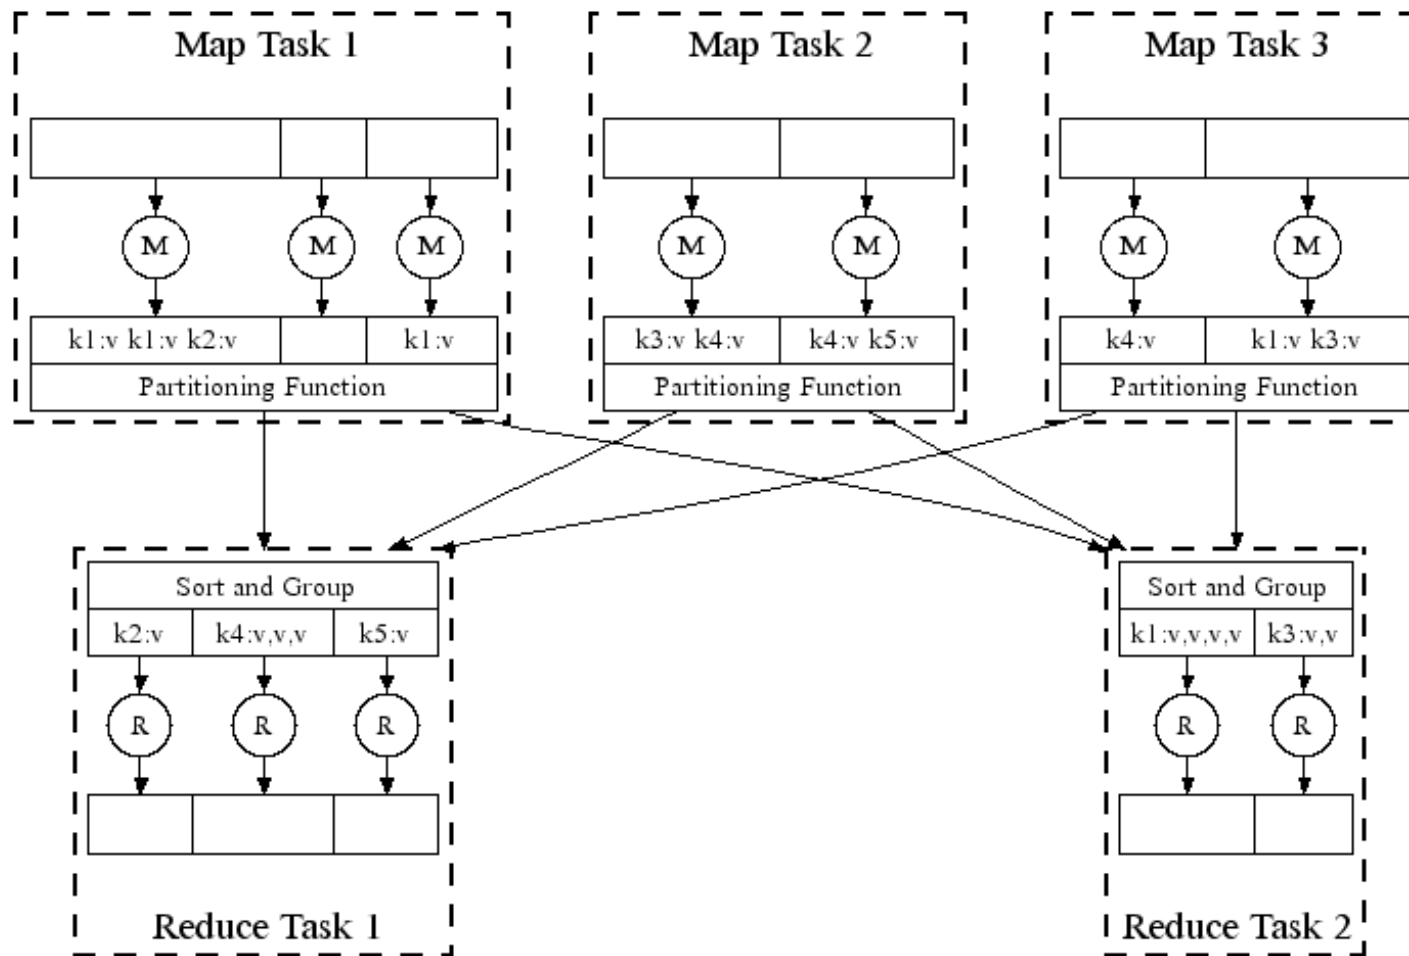 Map Task 1
Map Task 2
Map Task 3
M
M
M
M
M
M
M
k1:v k1:v k2:v
k1:v
k3:v k4:v
k4:v k5:v
k4:v
k1:v k3:v
Partitioning Function
Partitioning Function
Partitioning Function
Sort and Group
Sort and Group
k2:v
k4:v,v,v
k5:v
k1:v,v,v,v
k3:v,v
R
R
R
R
R
Reduce Task 1
Reduce Task 2